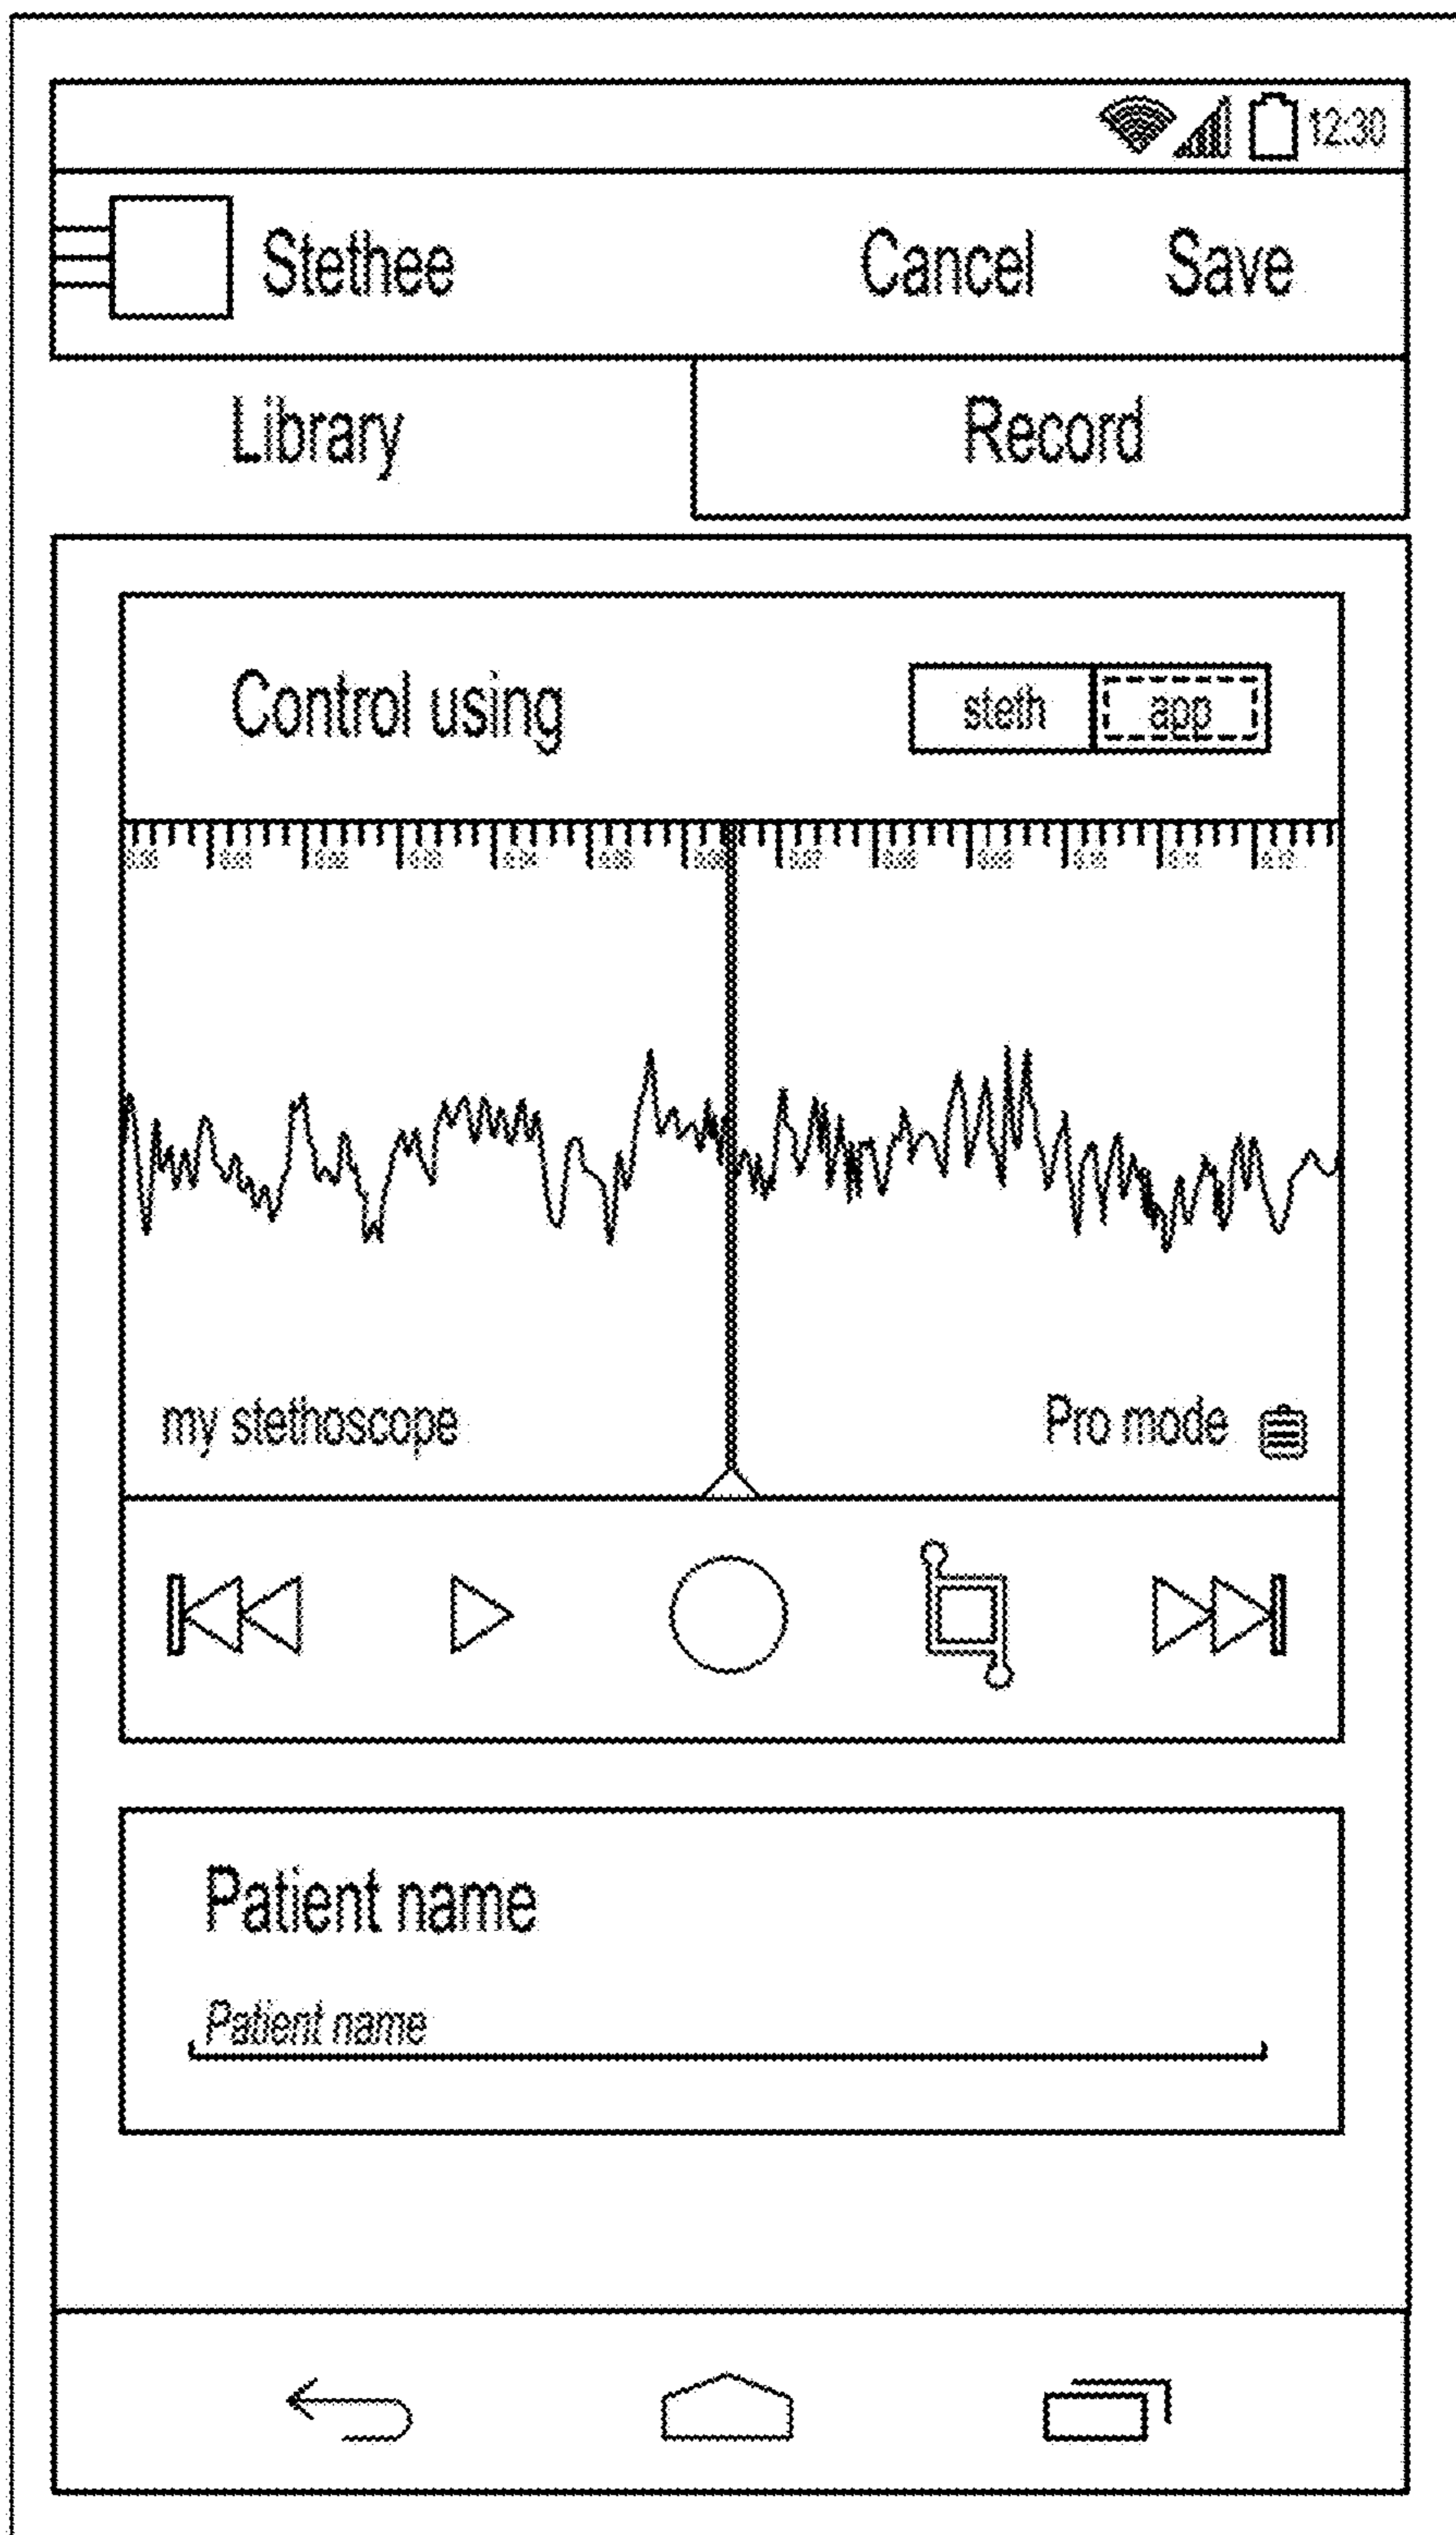 12:30
Stethee Cancel Save
Library Record
Control using steth app
my stethoscope Pro mode
Patient name
Patient name